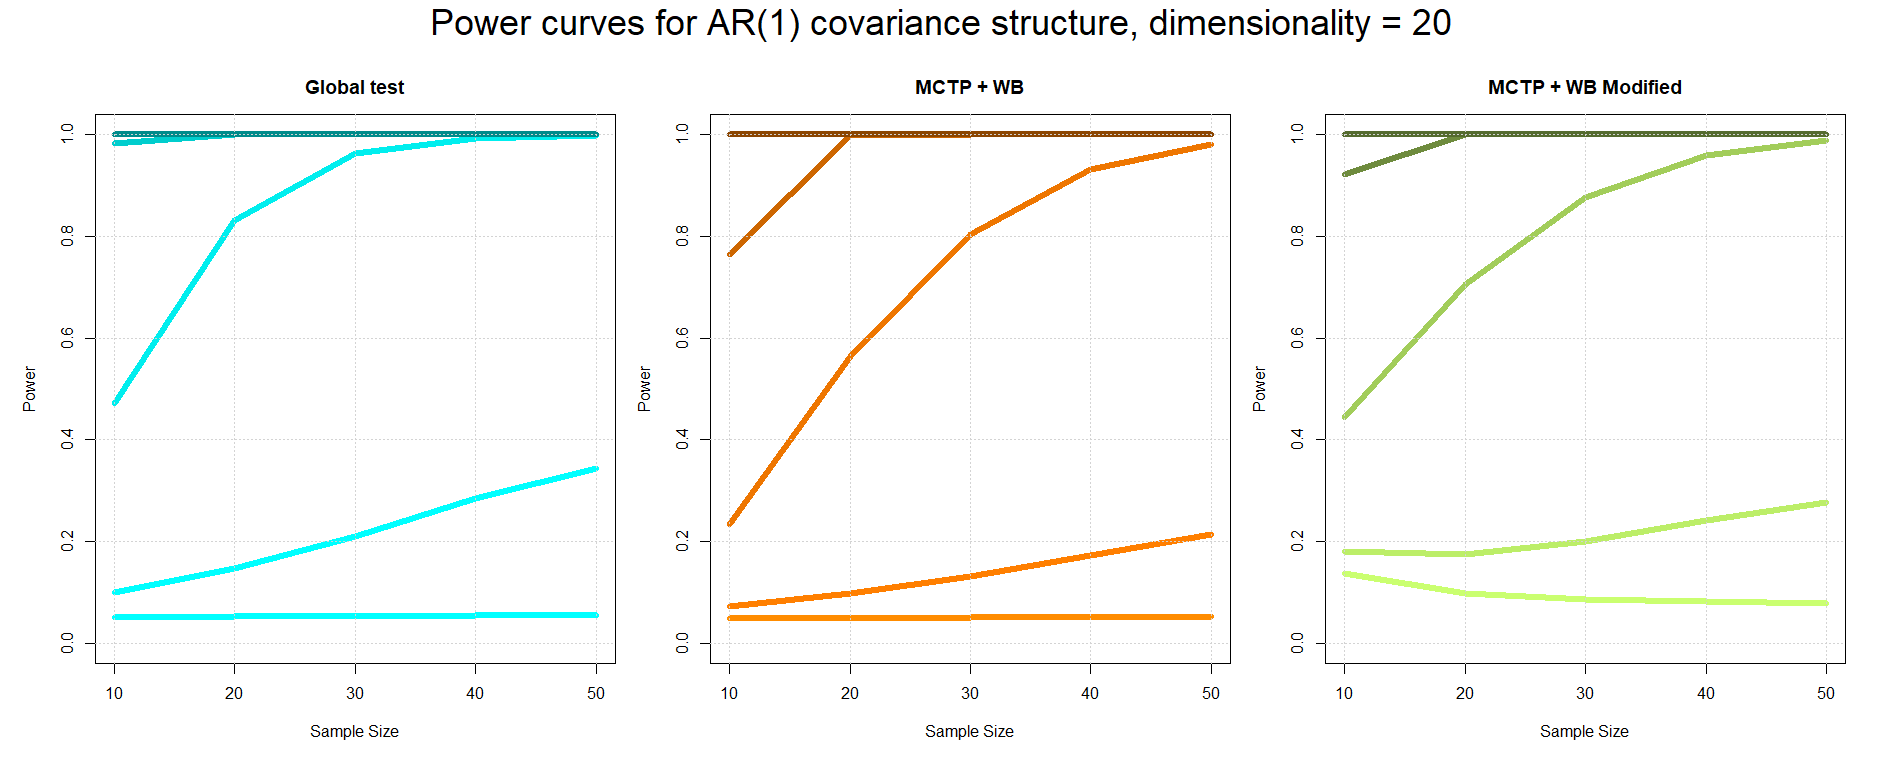 Power curves for AR(1) covariance structure, dimensionality = 20
Global test
Power
1.0
0.8
0.6
0.4
0.2
0.0
10 20 30 40 50
Sample Size
MCTP + WB
Power
1.0
0.8
0.6
0.4
0.2
0.0
10 20 30 40 50
Sample Size
MCTP + WB Modified
Power
1.0
0.8
0.6
0.4
0.2
0.0
10 20 30 40 50
Sample Size